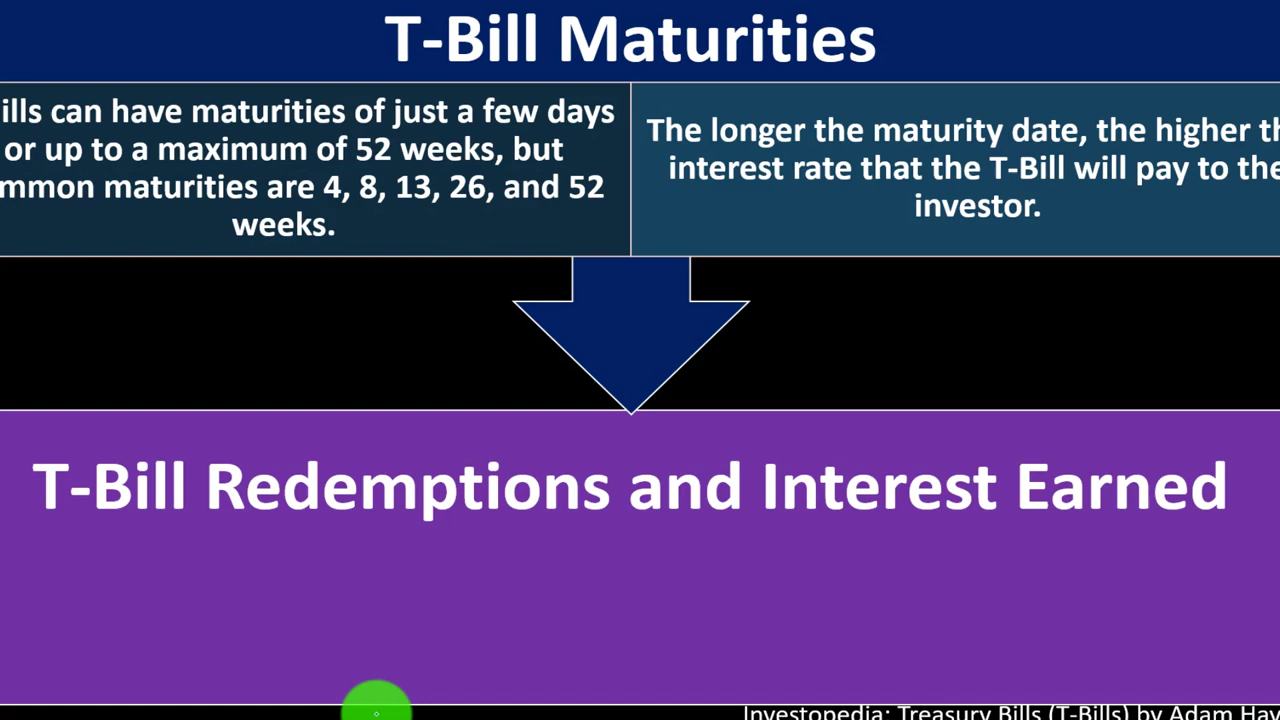 T-Bill Maturities
ills can have maturities of just a few days
or up to a maximum of 52 weeks, but
mmon maturities are 4, 8, 13, 26, and 52
weeks.
The longer the maturity date, the higher th
interest rate that the T-Bill will pay to the
investor.
T-Bill Redemptions and Interest Earned
Investopedia: Treasury Bills (T-Bills) by Adam Hay